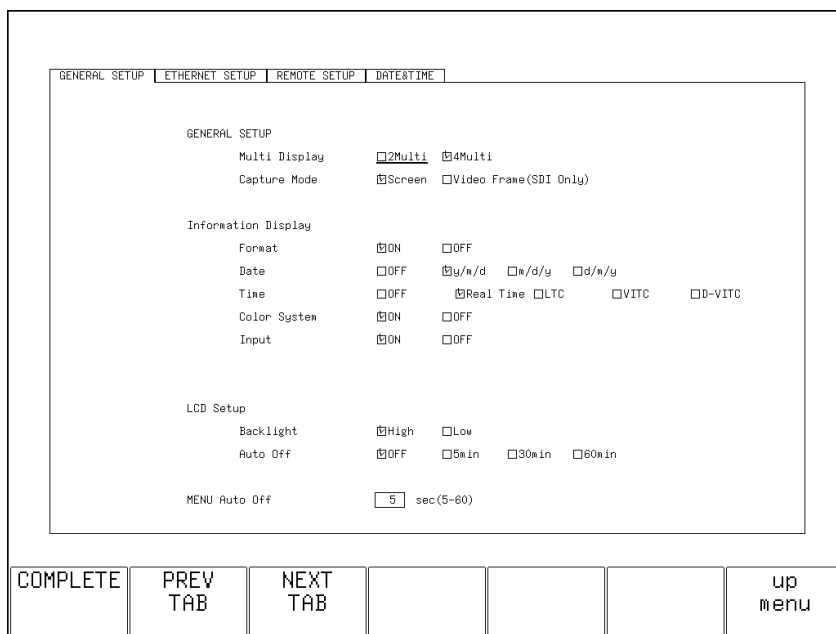 GENERAL SETUP ETHERNET SETUP REMOTE SETUP DATE&TIME
GENERAL SETUP
Multi Display ☐2Multi ☑4Multi
Capture Mode ☑Screen ☐Video Frame(SDI Only)
Information Display
Format ☑ON ☐OFF
Date ☐OFF ☑y/m/d ☐m/d/y ☐d/m/y
Time ☐OFF ☑Real Time ☐LTC ☐VITC ☐D-VITC
Color System ☑ON ☐OFF
Input ☑ON ☐OFF
LCD Setup
Backlight ☑High ☐Low
Auto Off ☑OFF ☐5min ☐30min ☐60min
MENU Auto Off 5 sec(5-60)
COMPLETE PREV TAB NEXT TAB up menu